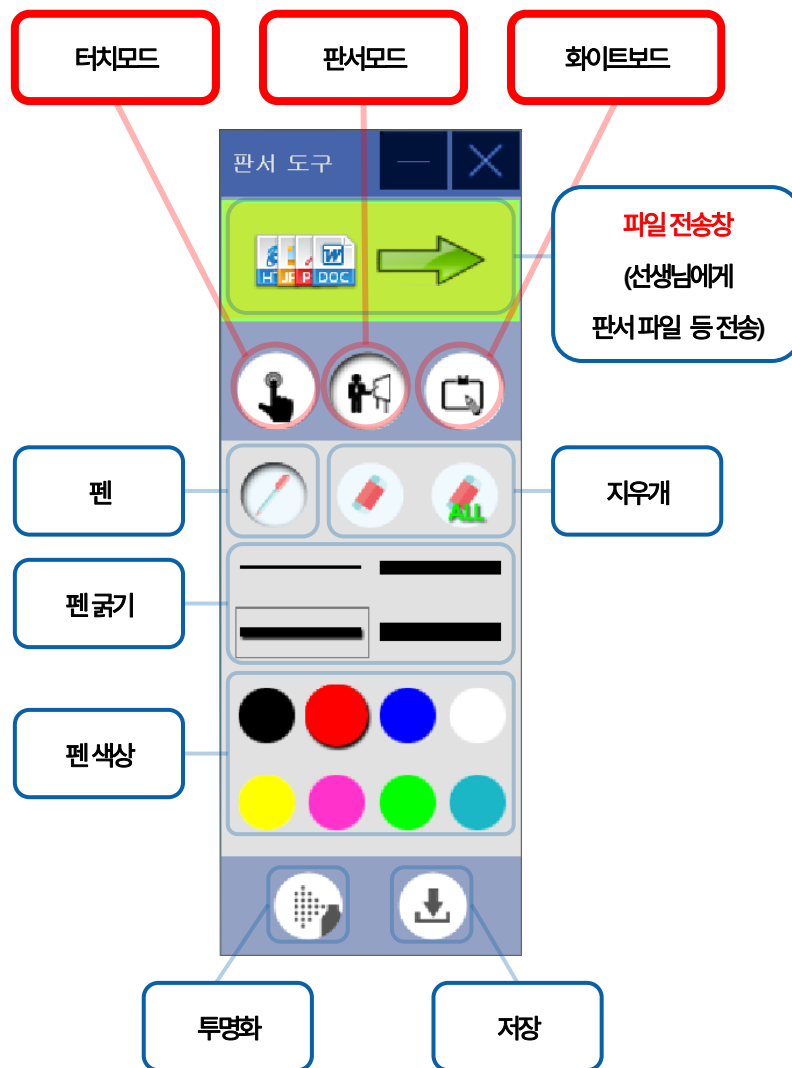 터치모드
판서모드
화이트보드
판서 도구
파일 전송창
(선생님에게
판서 파일 등 전송)
DOC
펜
지우개
ALL
펜 굵기
펜 색상
투명화
저장